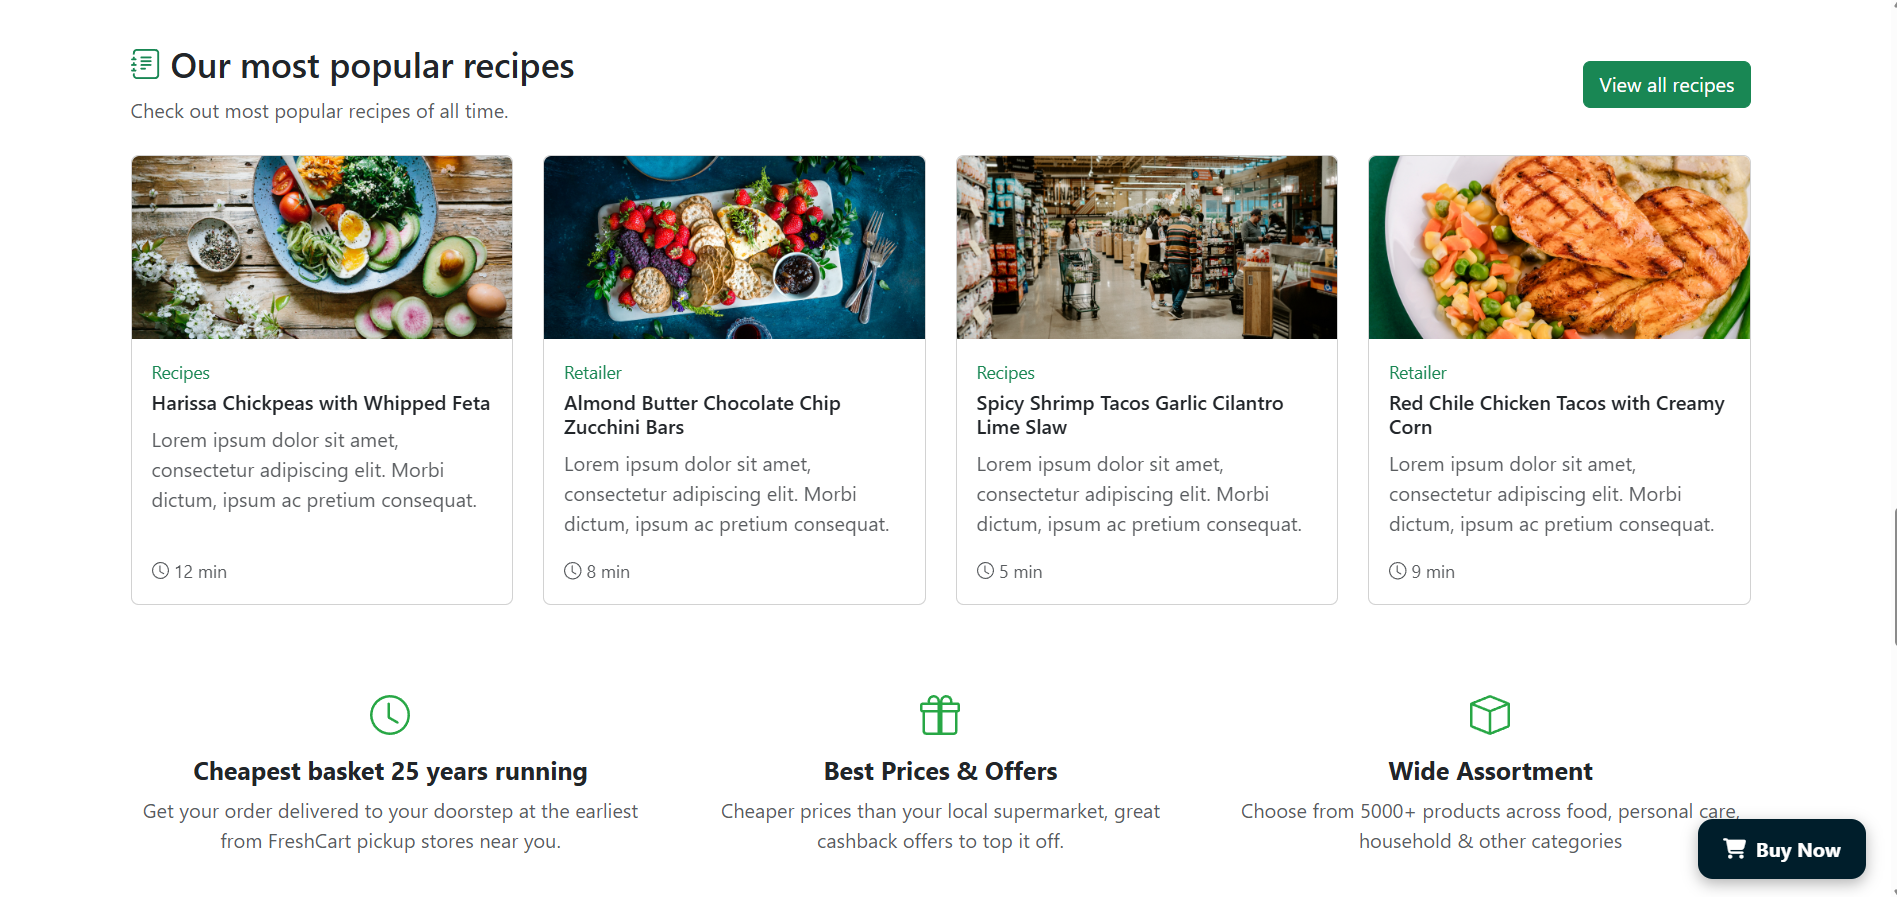 Our most popular recipes
Check out most popular recipes of all time.
View all recipes
Recipes
Harissa Chickpeas with Whipped Feta
Lorem ipsum dolor sit amet,
consectetur adipiscing elit. Morbi
dictum, ipsum ac pretium consequat.
12 min
Retailer
Almond Butter Chocolate Chip
Zucchini Bars
Lorem ipsum dolor sit amet,
consectetur adipiscing elit. Morbi
dictum, ipsum ac pretium consequat.
8 min
Recipes
Spicy Shrimp Tacos Garlic Cilantro
Lime Slaw
Lorem ipsum dolor sit amet,
consectetur adipiscing elit. Morbi
dictum, ipsum ac pretium consequat.
5 min
Retailer
Red Chile Chicken Tacos with Creamy
Corn
Lorem ipsum dolor sit amet,
consectetur adipiscing elit. Morbi
dictum, ipsum ac pretium consequat.
9 min
Cheapest basket 25 years running
Get your order delivered to your doorstep at the earliest
from FreshCart pickup stores near you.
Best Prices & Offers
Cheaper prices than your local supermarket, great
cashback offers to top it off.
Wide Assortment
Choose from 5000+ products across food, personal care,
household & other categories
Buy Now